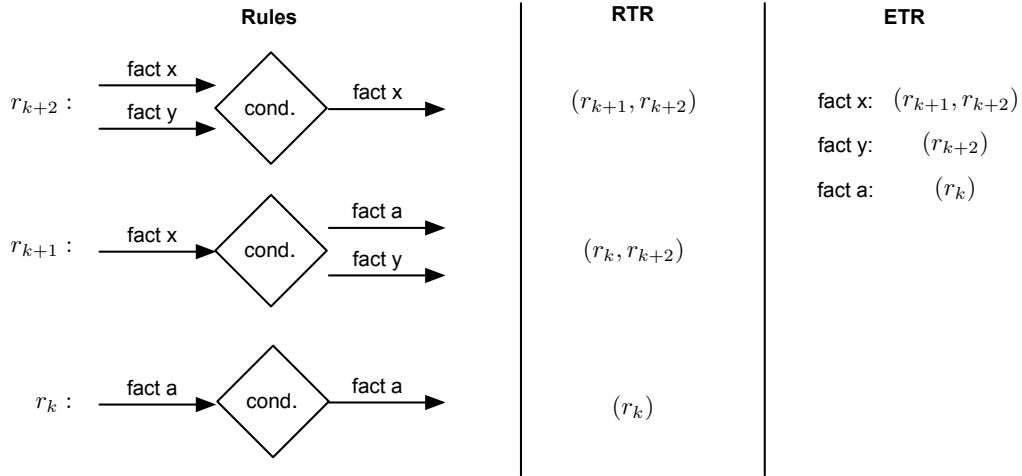 Rules RTR ETR
fact x
r_{k+2} : cond. fact x (r_{k+1}, r_{k+2}) fact x: (r_{k+1}, r_{k+2})
fact y
fact y: (r_{k+2})
fact a: (r_k)
fact a
r_{k+1} : fact x cond. (r_k, r_{k+2})
fact y
r_k : fact a cond. fact a (r_k)